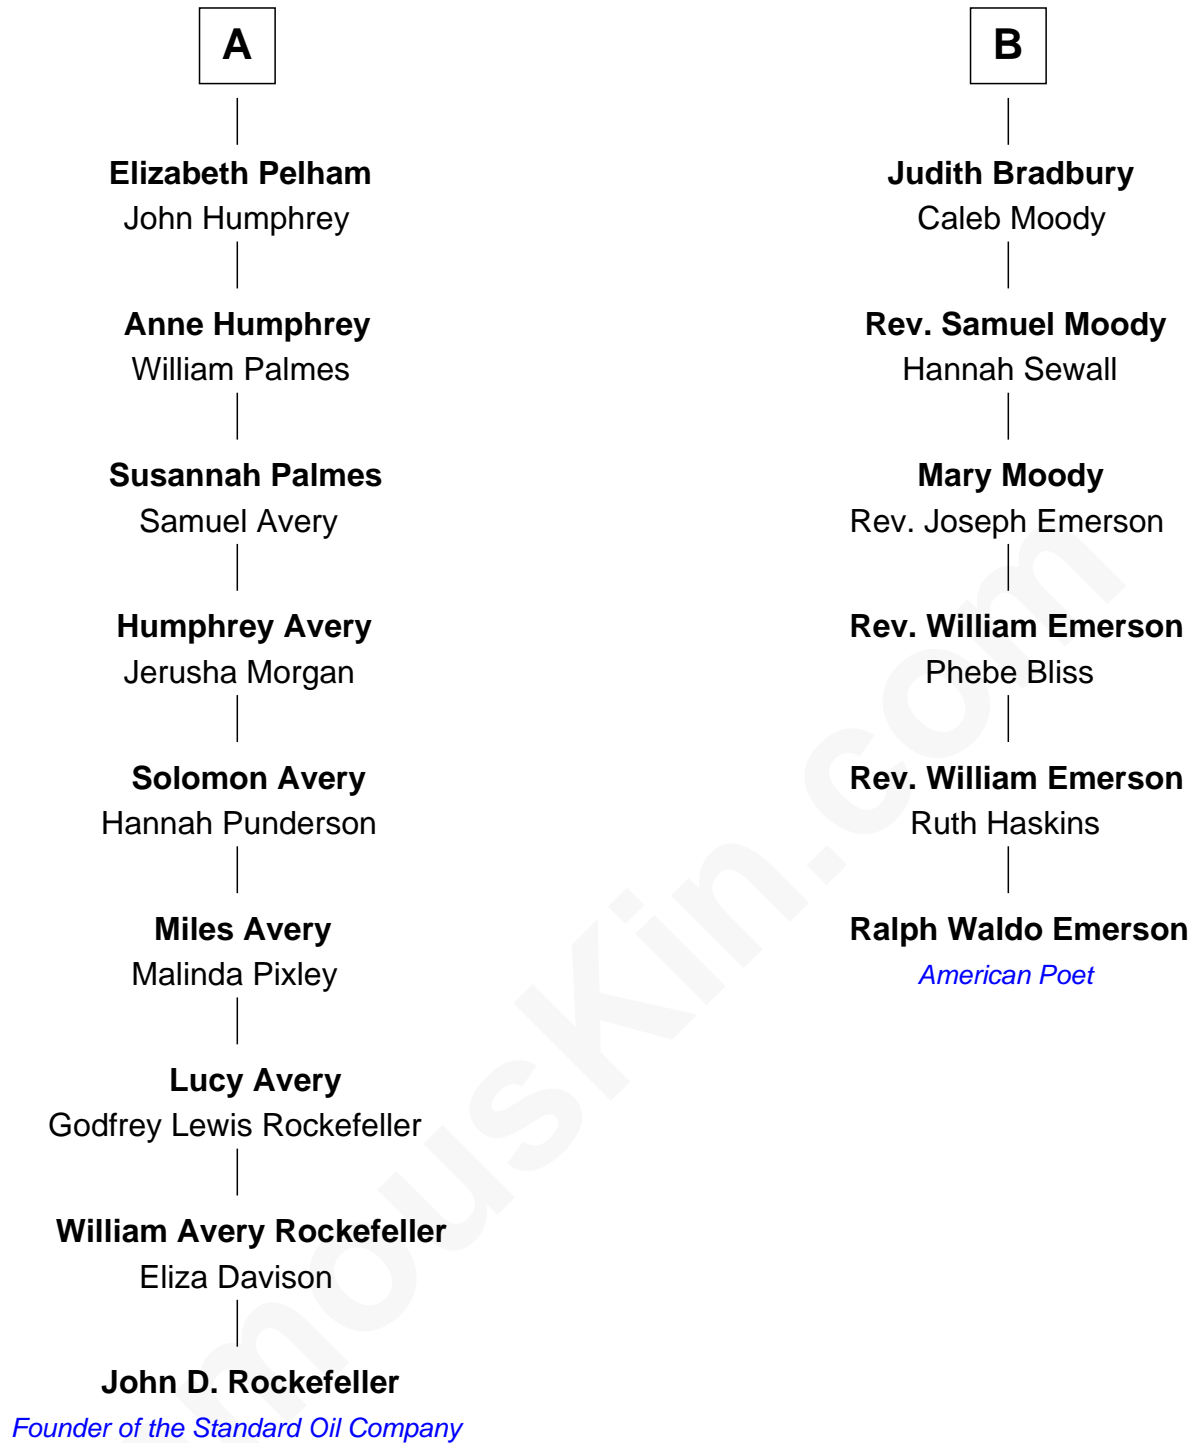 A
Elizabeth Pelham
John Humphrey
Anne Humphrey
William Palmes
Susannah Palmes
Samuel Avery
Humphrey Avery
Jerusha Morgan
Solomon Avery
Hannah Punderson
Miles Avery
Malinda Pixley
Lucy Avery
Godfrey Lewis Rockefeller
William Avery Rockefeller
Eliza Davison
John D. Rockefeller
Founder of the Standard Oil Company
B
Judith Bradbury
Caleb Moody
Rev. Samuel Moody
Hannah Sewall
Mary Moody
Rev. Joseph Emerson
Rev. William Emerson
Phebe Bliss
Rev. William Emerson
Ruth Haskins
Ralph Waldo Emerson
American Poet
mousKin.com